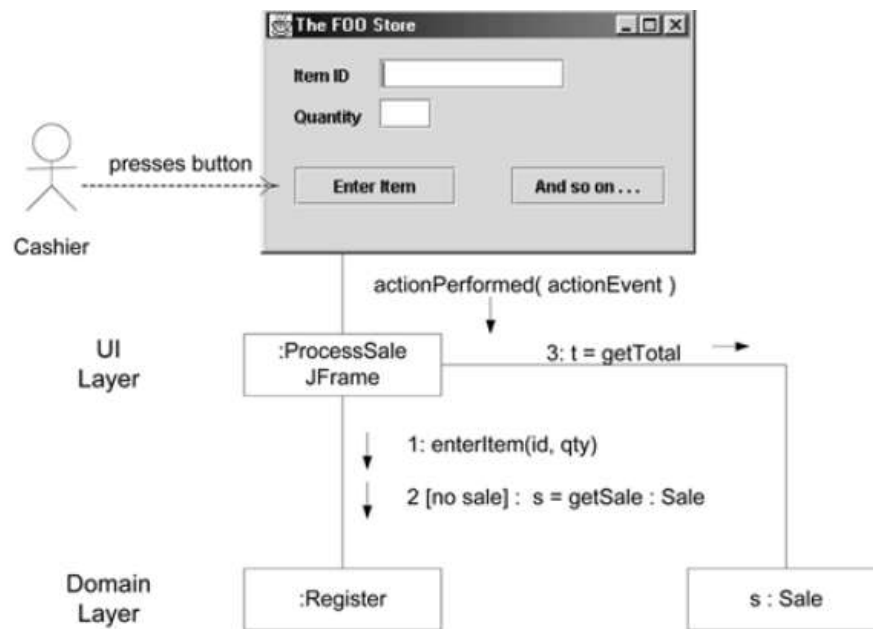 The FOO Store
Item ID
Quantity
presses button
Enter Item
And so on . . .
Cashier
actionPerformed( actionEvent )
UI
Layer
:ProcessSale
JFrame
3: t = getTotal
1: enterItem(id, qty)
2 [no sale] : s = getSale : Sale
Domain
Layer
:Register
s : Sale